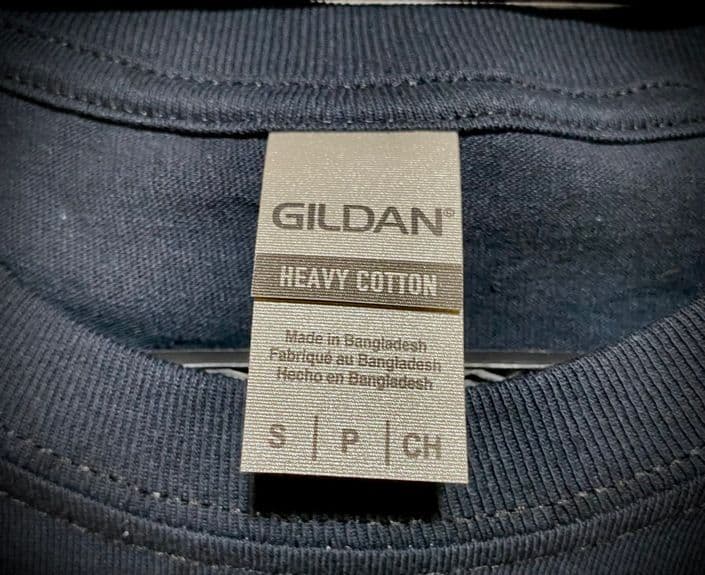 GILDAN©
HEAVY COTTON
Made in Bangladesh
Fabriqué au Bangladesh
Hecho en Bangladesh
S | P | CH